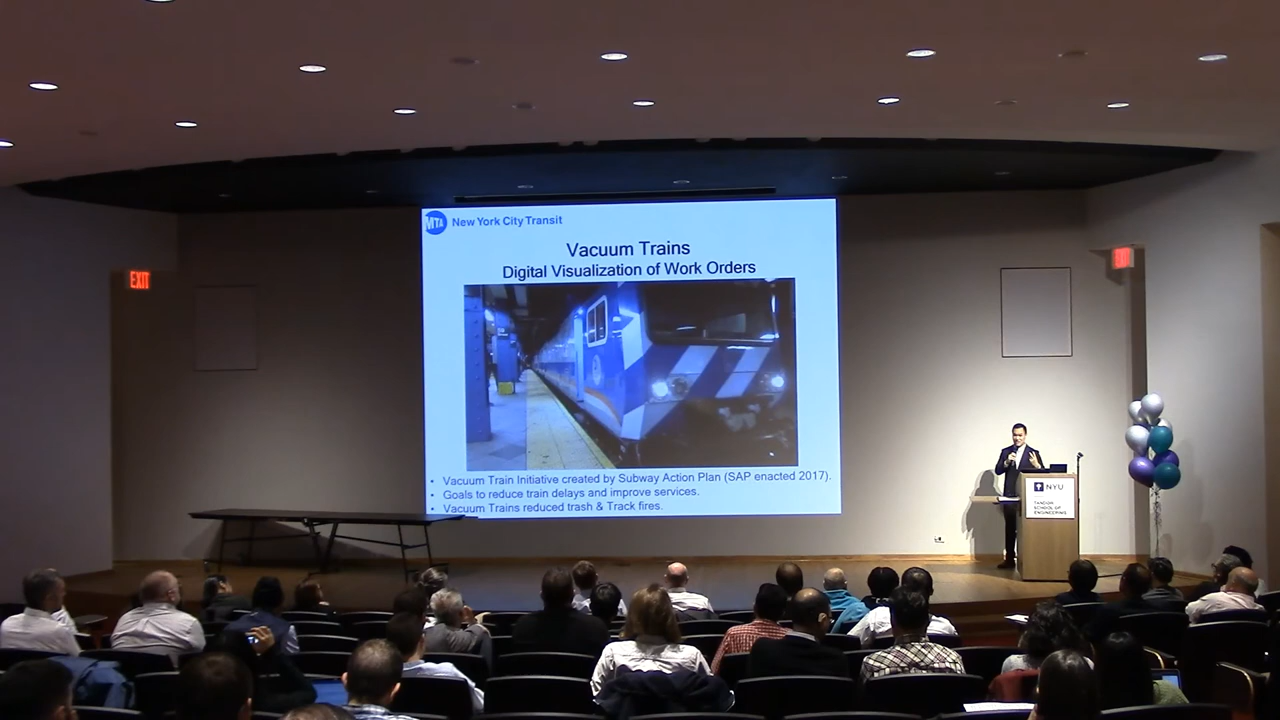 MTA New York City Transit
Vacuum Trains
Digital Visualization of Work Orders
• Vacuum Train Initiative created by Subway Action Plan (SAP enacted 2017).
• Goals to reduce train delays and improve services.
• Vacuum Trains reduced trash & Track fires.
EXIT
EXIT
NYU
TANDON
SCHOOL OF
ENGINEERING